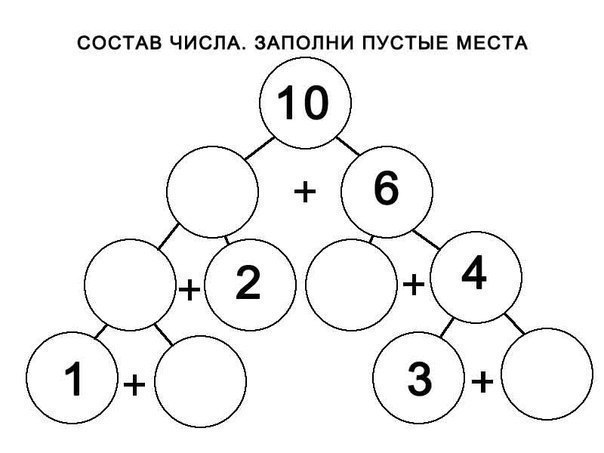 СОСТАВ ЧИСЛА. ЗАПОЛНИ ПУСТЫЕ МЕСТА
10
+ 6
+ 2 + 4
1 + 3 +